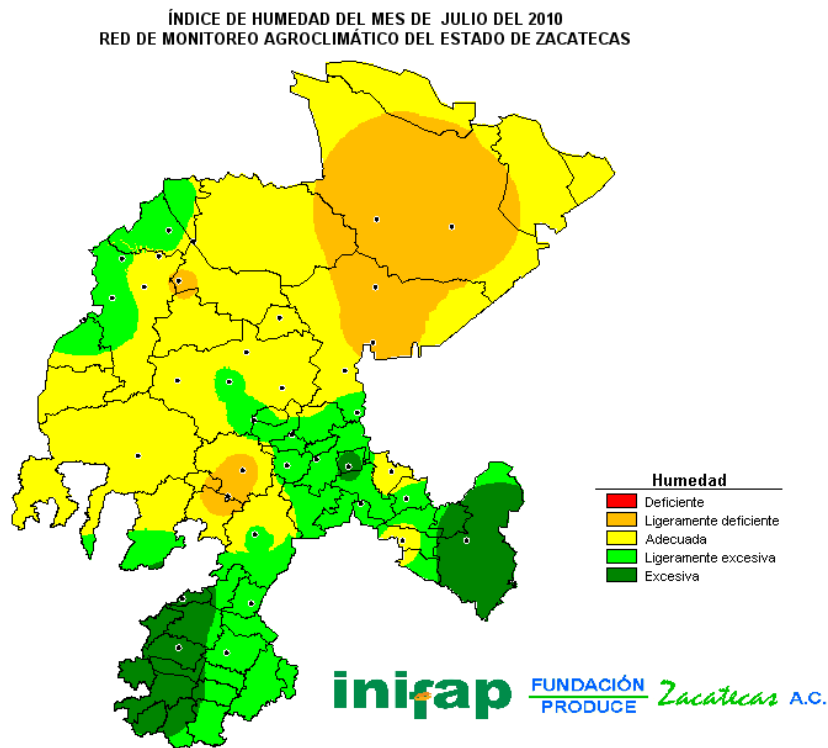 ÍNDICE DE HUMEDAD DEL MES DE JULIO DEL 2010
RED DE MONITOREO AGROCLIMÁTICO DEL ESTADO DE ZACATECAS
Humedad
Deficiente
Ligeramente deficiente
Adecuada
Ligeramente excesiva
Excesiva
inifap
FUNDACIÓN
PRODUCE
Zacatecas A.C.